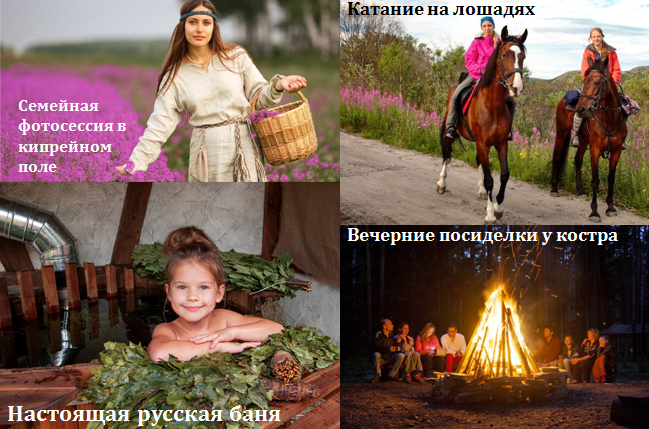 Семейная
фотосессия в
кипрейном
поле
Катание на лошадях
Настоящая русская баня
Вечерние посиделки у костра